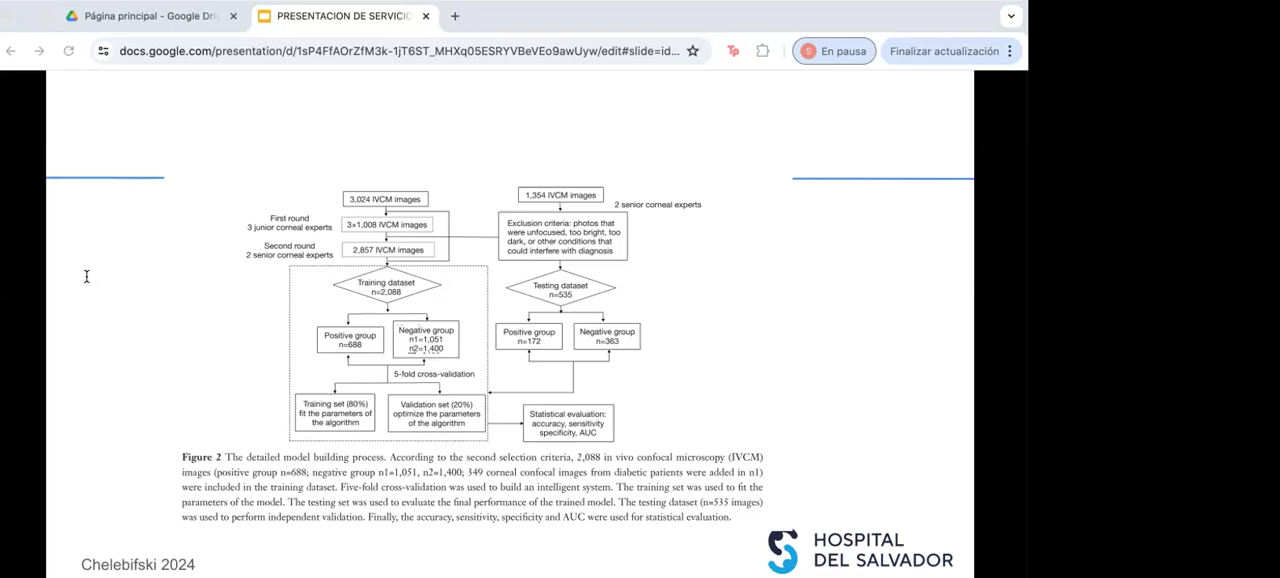 Página principal - Google Dri
PRESENTACION DE SERVICIO
docs.google.com/presentation/d/1sP4FfAOrZfM3k-1jT6ST_MHXq05ESRYVBeVEo9awUyw/edit#slide=id...
Tp
S En pausa
Finalizar actualización
3,024 IVCM images
First round
3 junior corneal experts
3×1,008 IVCM images
Second round
2 senior corneal experts
2,857 IVCM images
1,354 IVCM images
2 senior corneal experts
Exclusion criteria: photos that
were unfocused, too bright, too
dark, or other conditions that
could interfere with diagnosis
Training dataset
n=2,088
Testing dataset
n=535
Positive group
n=688
Negative group
n1=1,051
n2=1,400
Positive group
n=172
Negative group
n=363
5-fold cross-validation
Training set (80%)
fit the parameters of
the algorithm
Validation set (20%)
optimize the parameters
of the algorithm
Statistical evaluation:
accuracy, sensitivity
specificity, AUC
Figure 2 The detailed model building process. According to the second selection criteria, 2,088 in vivo confocal microscopy (IVCM)
images (positive group n=688; negative group n1=1,051, n2=1,400; 349 corneal confocal images from diabetic patients were added in n1)
were included in the training dataset. Five-fold cross-validation was used to build an intelligent system. The training set was used to fit the
parameters of the model. The testing set was used to evaluate the final performance of the trained model. The testing dataset (n=535 images)
was used to perform independent validation. Finally, the accuracy, sensitivity, specificity and AUC were used for statistical evaluation.
Chelebifski 2024
HOSPITAL
DEL SALVADOR